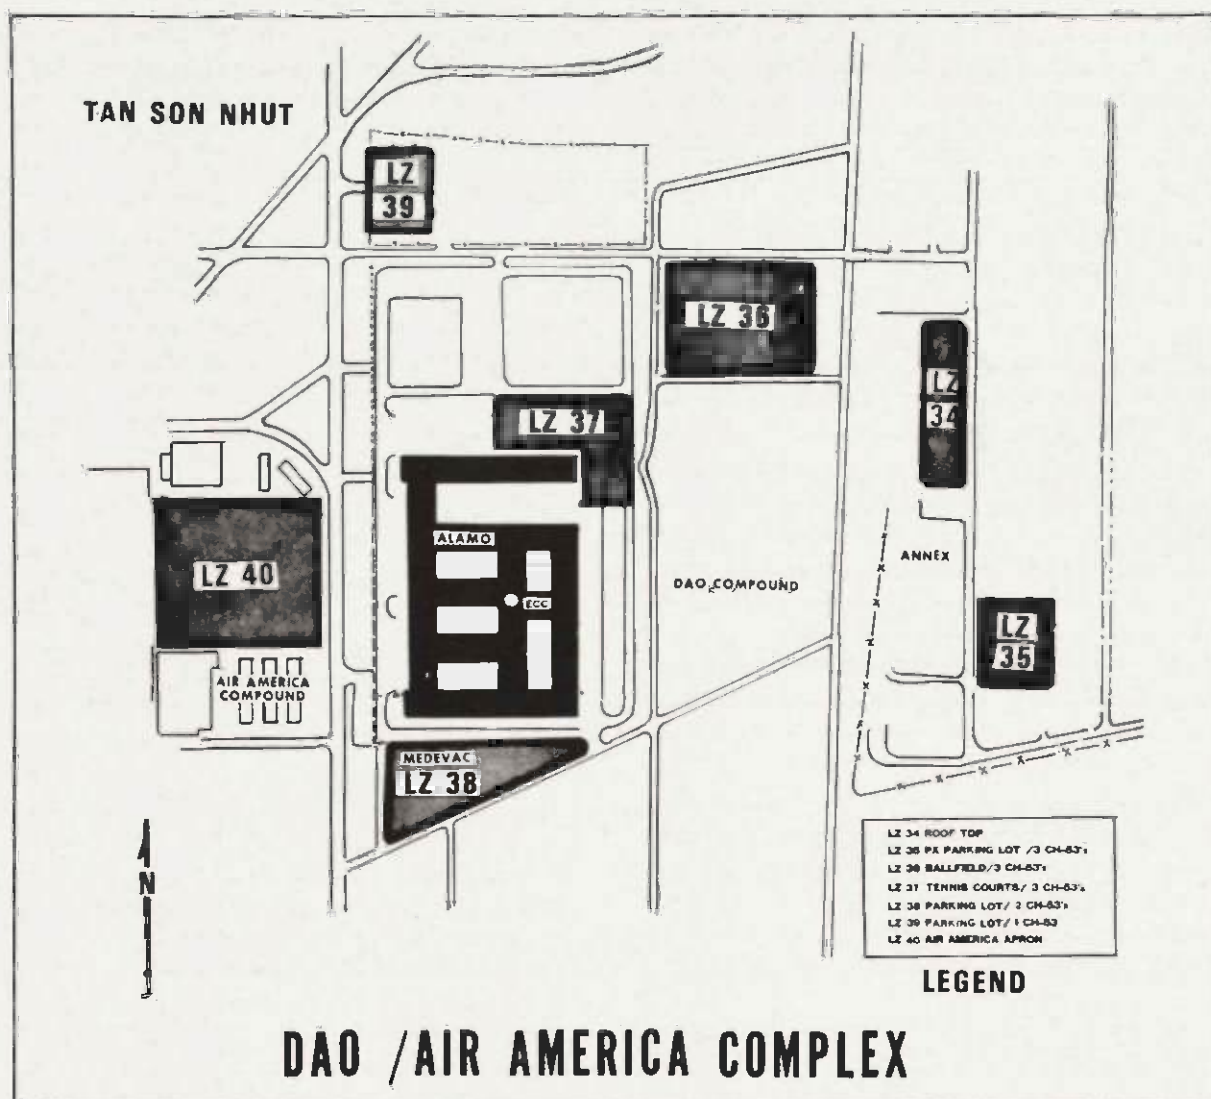 TAN SON NHUT
LZ
39
LZ 36
LZ
34
LZ 37
ALAMO
ECC
LZ 40
ANNEX
DAO COMPOUND
LZ
35
AIR AMERICA
COMPOUND
MEDEVAC
LZ 38
N
LZ 34 ROOF TOP
LZ 35 PX PARKING LOT /3 CH-53's
LZ 36 BALLFIELD/3 CH-53's
LZ 37 TENNIS COURTS/ 3 CH-53's
LZ 38 PARKING LOT/ 2 CH-53's
LZ 39 PARKING LOT/ 1 CH-53
LZ 40 AIR AMERICA APRON
LEGEND
DAO /AIR AMERICA COMPLEX